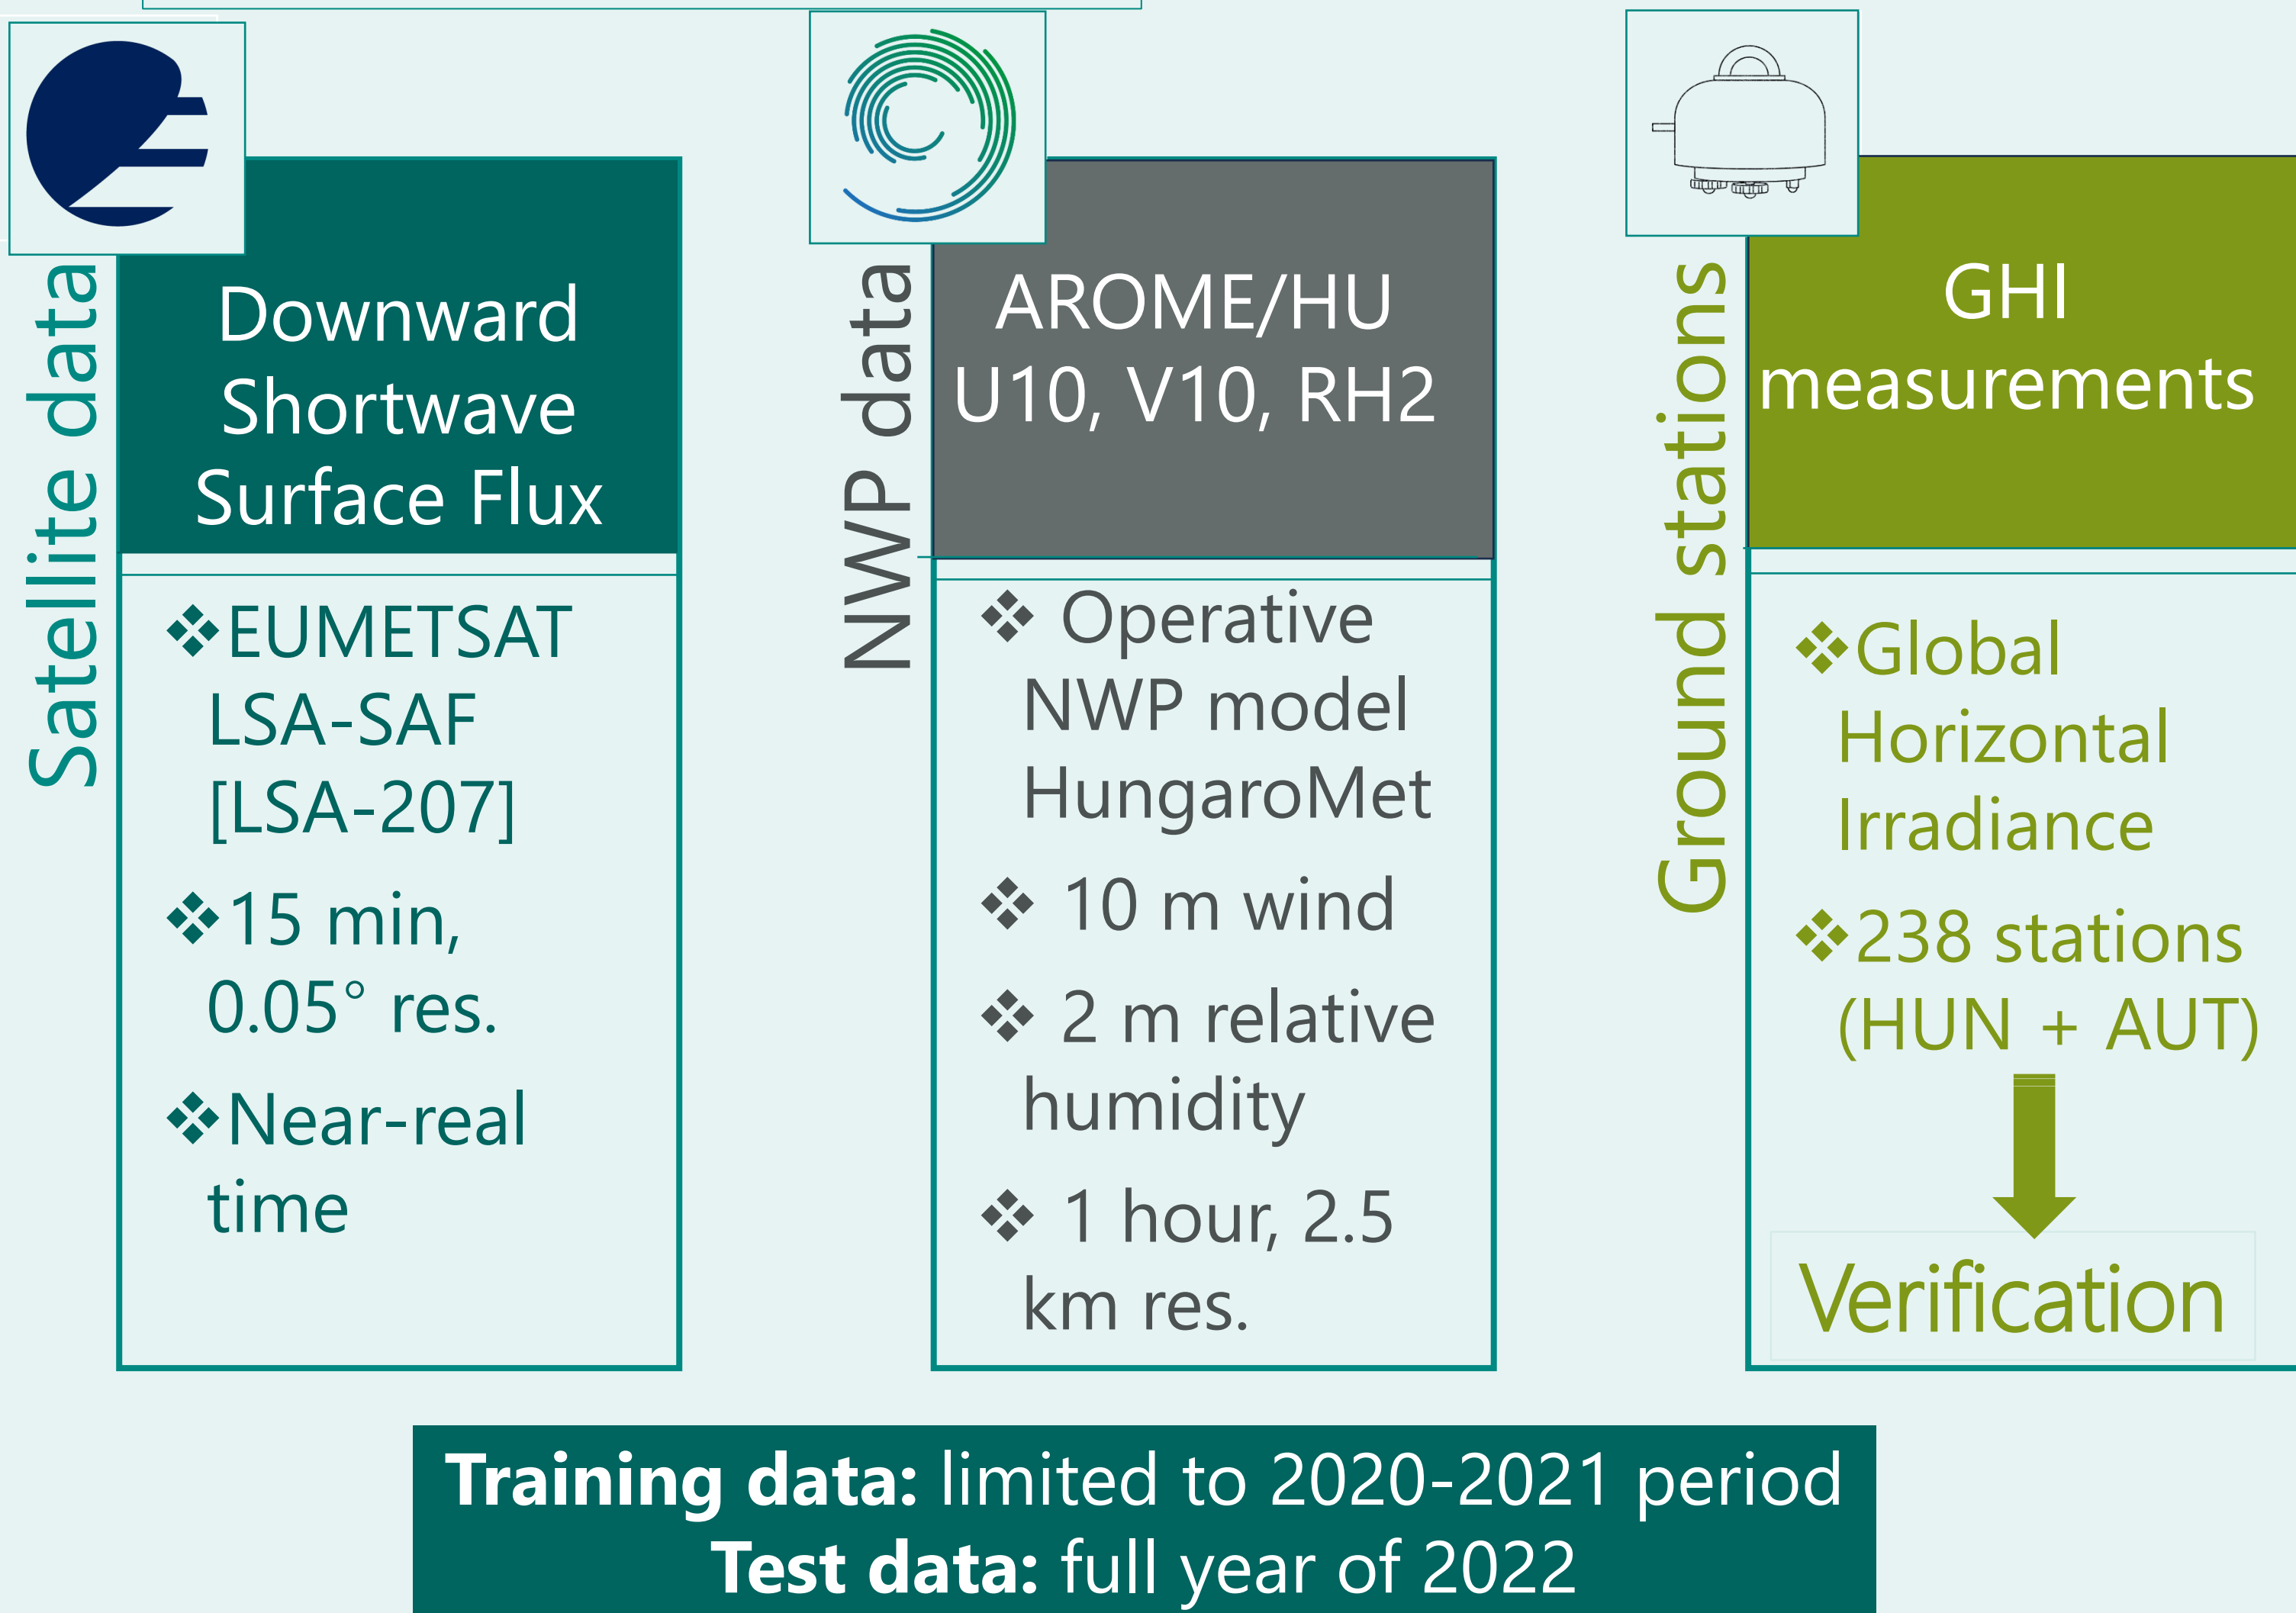 Satellite data
Downward
Shortwave
Surface Flux
❖EUMETSAT
LSA-SAF
[LSA-207]
❖15 min,
0.05° res.
❖Near-real
time
NWP data
AROME/HU
U10, V10, RH2
❖ Operative
NWP model
HungaroMet
❖ 10 m wind
❖ 2 m relative
humidity
❖ 1 hour, 2.5
km res.
Ground stations
GHI
measurements
❖Global
Horizontal
Irradiance
❖238 stations
(HUN + AUT)
Verification
Training data: limited to 2020-2021 period
Test data: full year of 2022